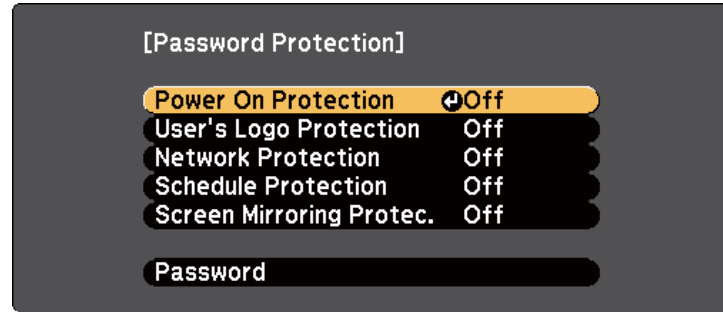 [Password Protection]
Power On Protection Off
User's Logo Protection Off
Network Protection Off
Schedule Protection Off
Screen Mirroring Protec. Off
Password